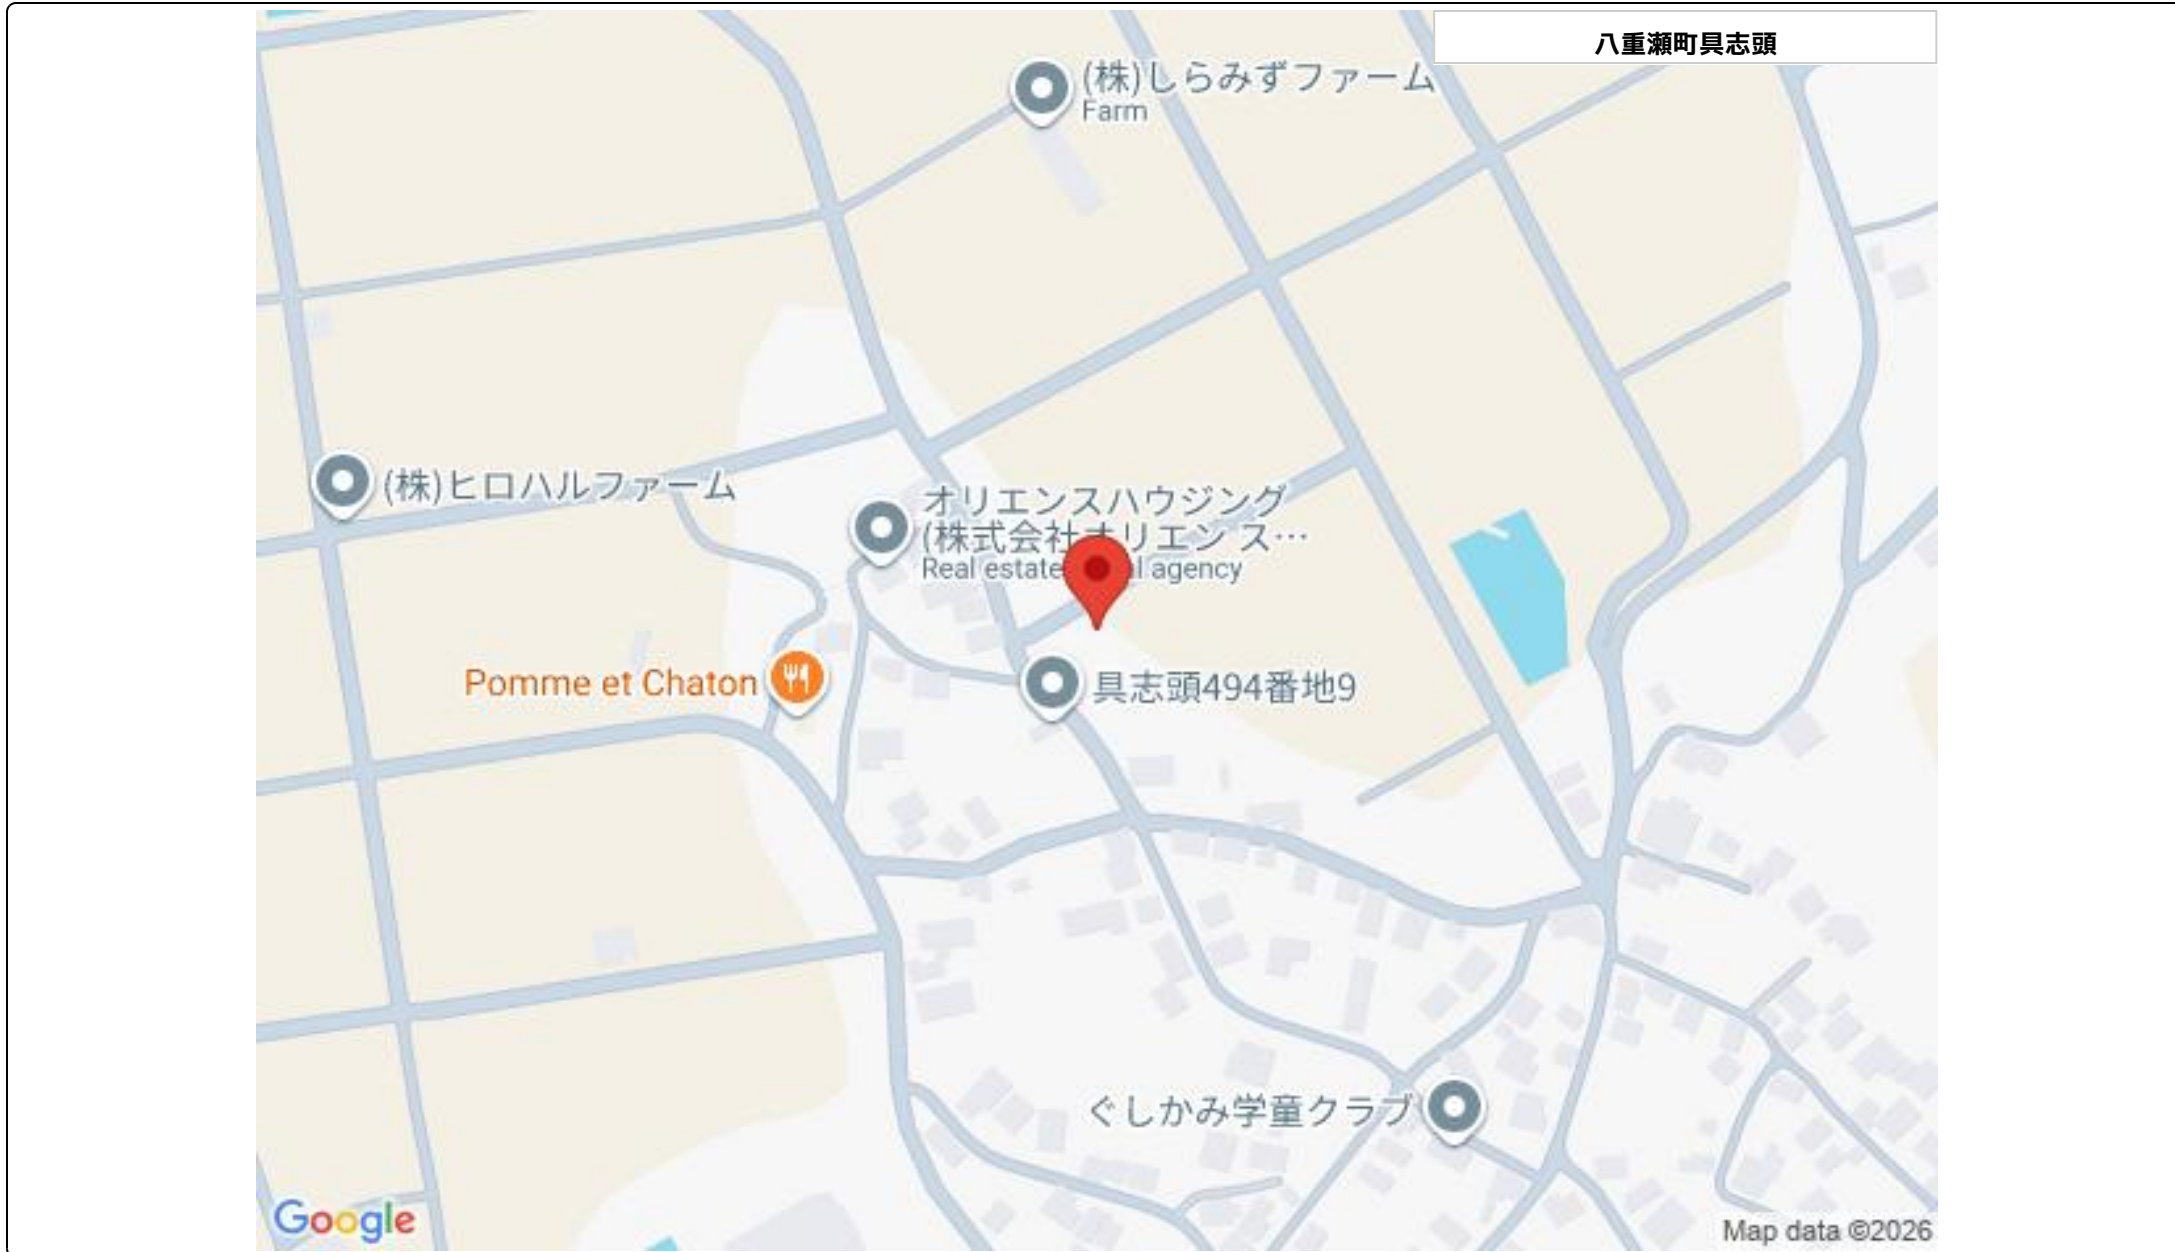 八重瀬町具志頭
(株)しらみずファーム
Farm
(株)ヒロハルファーム
オリエンスハウジング
(株式会社オリエンス…
Real estate l agency
Pomme et Chaton
具志頭494番地9
ぐしかみ学童クラブ
Google
Map data ©2026